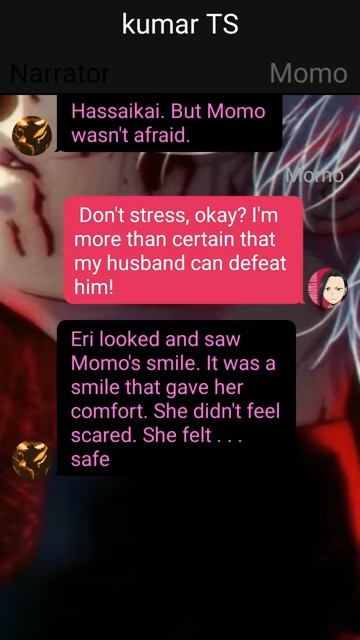 kumar TS
Narrator
Momo
Hassaikai. But Momo
wasn't afraid.
Momo
Don't stress, okay? I'm
more than certain that
my husband can defeat
him!
Eri looked and saw
Momo's smile. It was a
smile that gave her
comfort. She didn't feel
scared. She felt . . .
safe